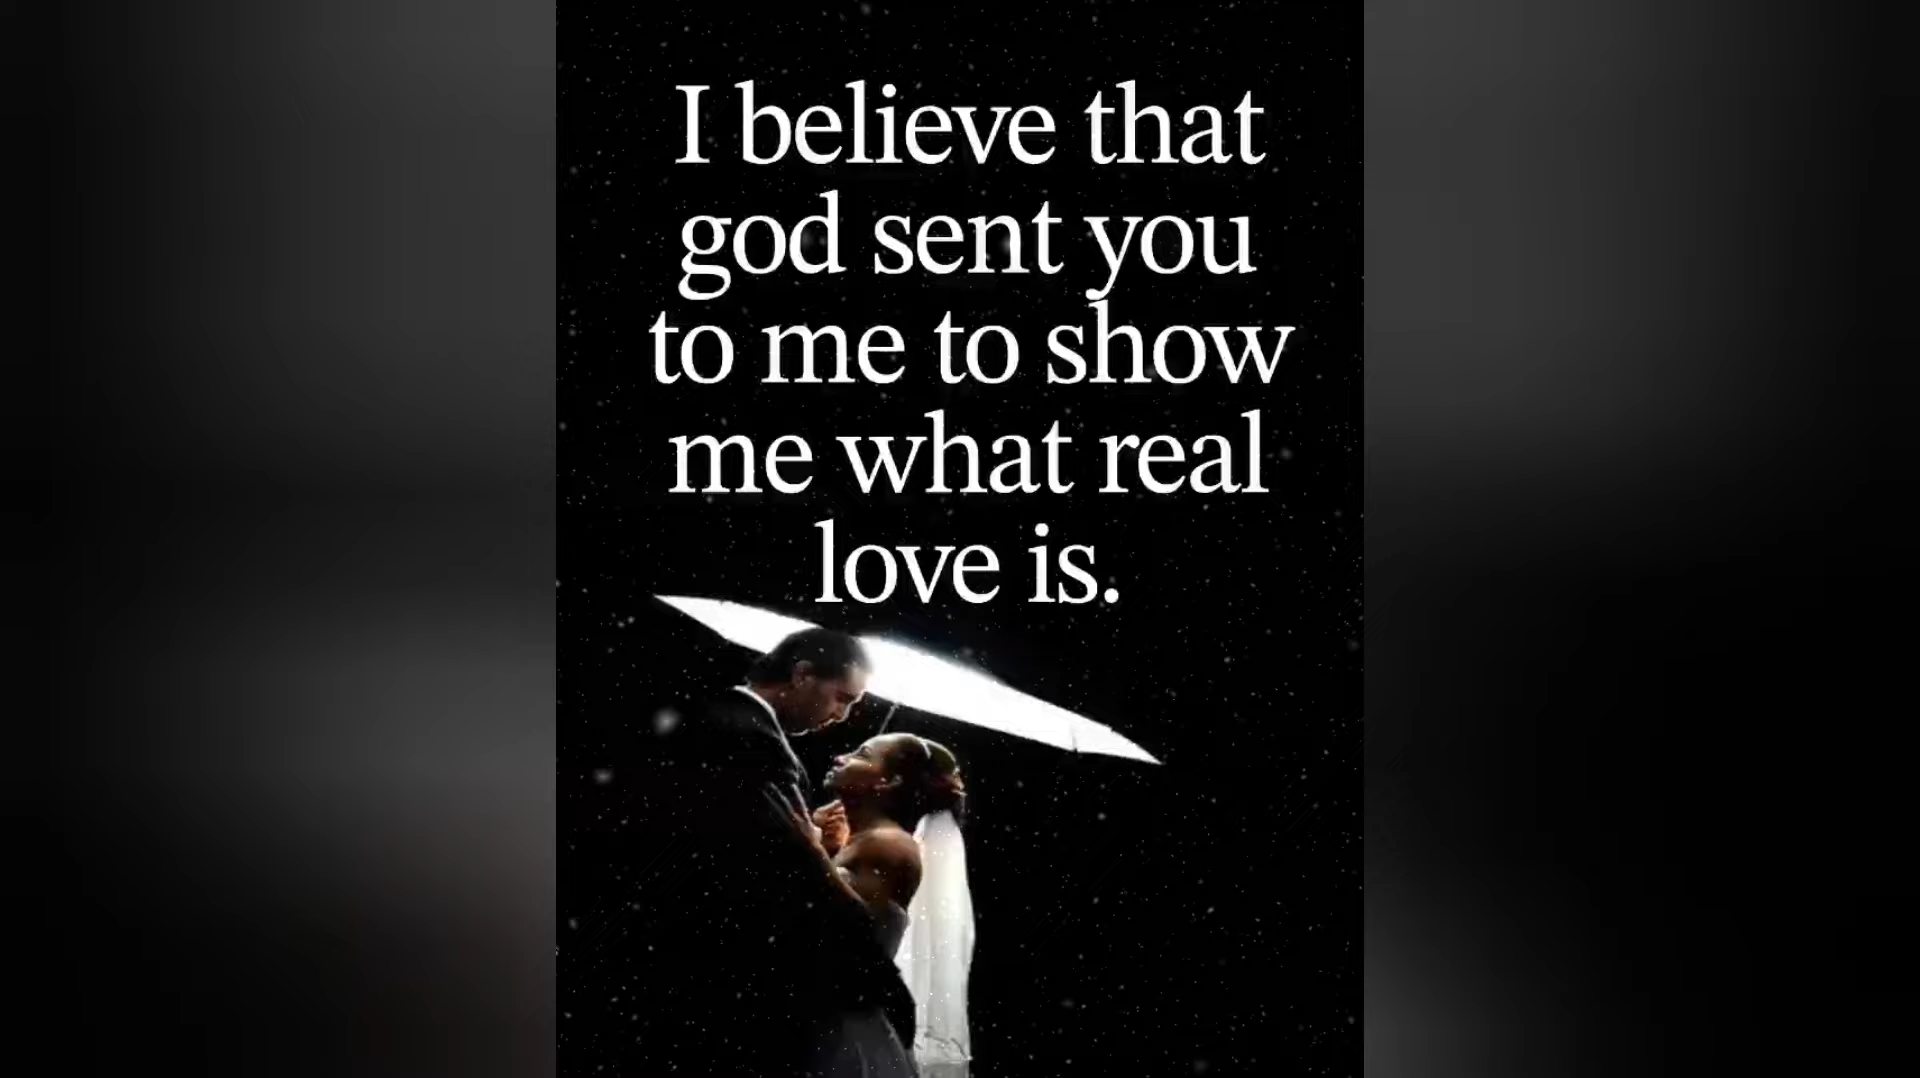 I believe that
god sent you
to me to show
me what real
love is.